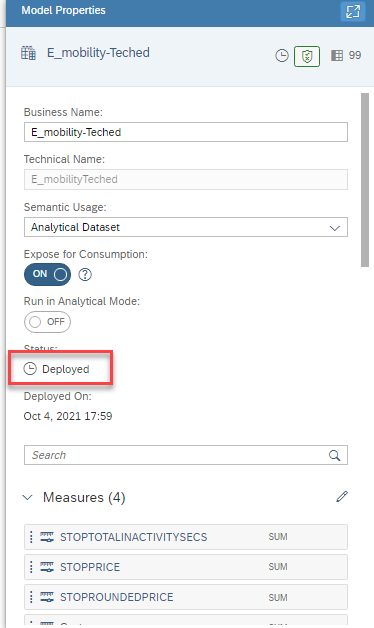 Model Properties
E_mobility-Teched
99
Business Name:
E_mobility-Teched
Technical Name:
E_mobilityTeched
Semantic Usage:
Analytical Dataset
Expose for Consumption:
ON
Run in Analytical Mode:
OFF
Status:
Deployed
Deployed On:
Oct 4, 2021 17:59
Search
Measures (4)
STOPTOTALINACTIVITYSECS SUM
STOPPRICE SUM
STOPROUNDEDPRICE SUM
SUM